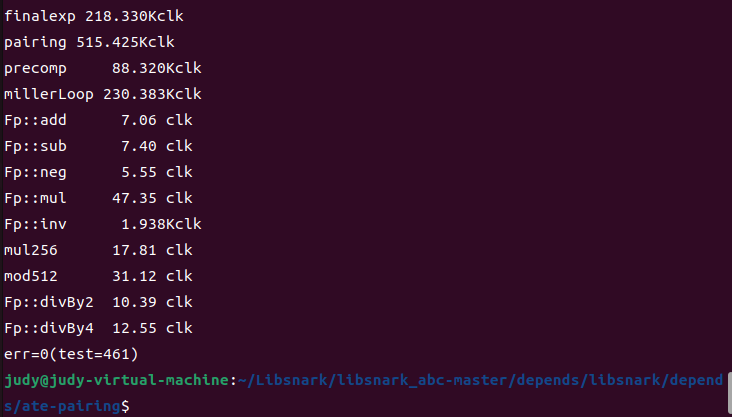 finalexp 218.330Kclk
pairing 515.425Kclk
precomp     88.320Kclk
millerLoop 230.383Kclk
Fp::add      7.06 clk
Fp::sub      7.40 clk
Fp::neg      5.55 clk
Fp::mul     47.35 clk
Fp::inv      1.938Kclk
mul256      17.81 clk
mod512      31.12 clk
Fp::divBy2  10.39 clk
Fp::divBy4  12.55 clk
err=0(test=461)
judy@judy-virtual-machine:~/Libsnark/libsnark_abc-master/depends/libsnark/depend
s/ate-pairing$